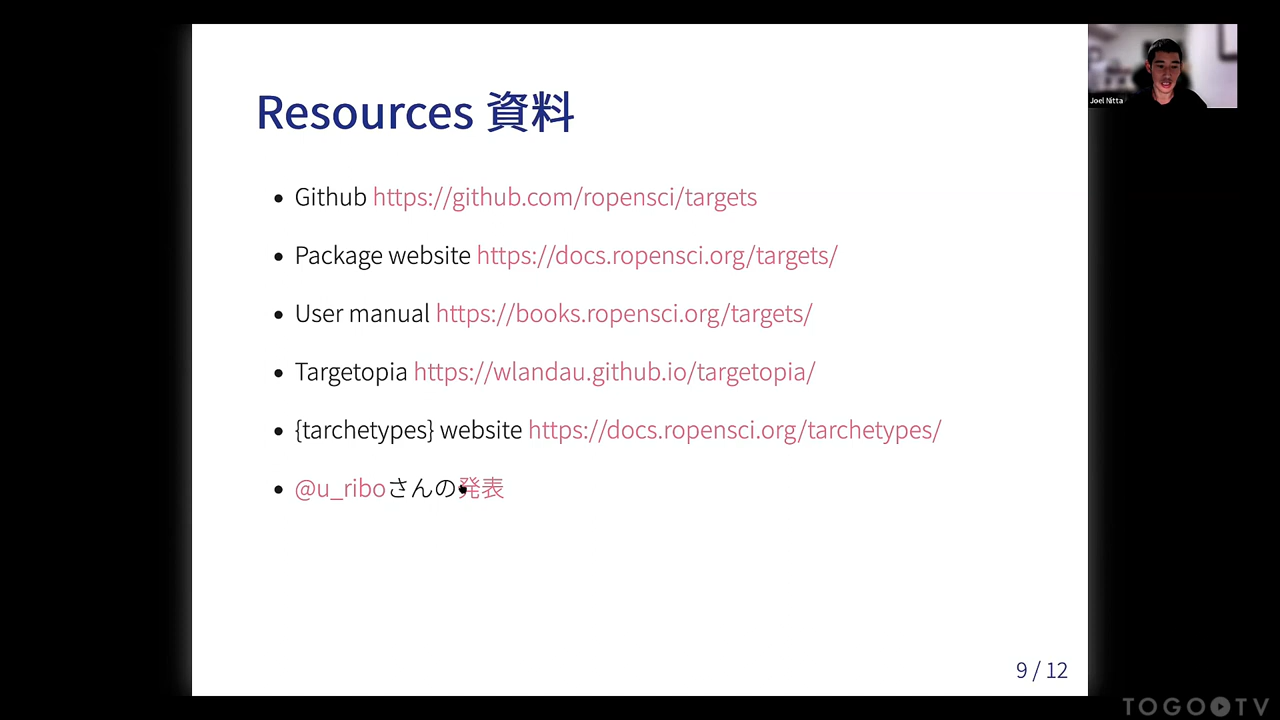 Resources 資料
Github https://github.com/ropensci/targets
Package website https://docs.ropensci.org/targets/
User manual https://books.ropensci.org/targets/
Targetopia https://wlandau.github.io/targetopia/
{tarchetypes} website https://docs.ropensci.org/tarchetypes/
@u_riboさんの発表
9 / 12
Joel Nitta
TOGO TV